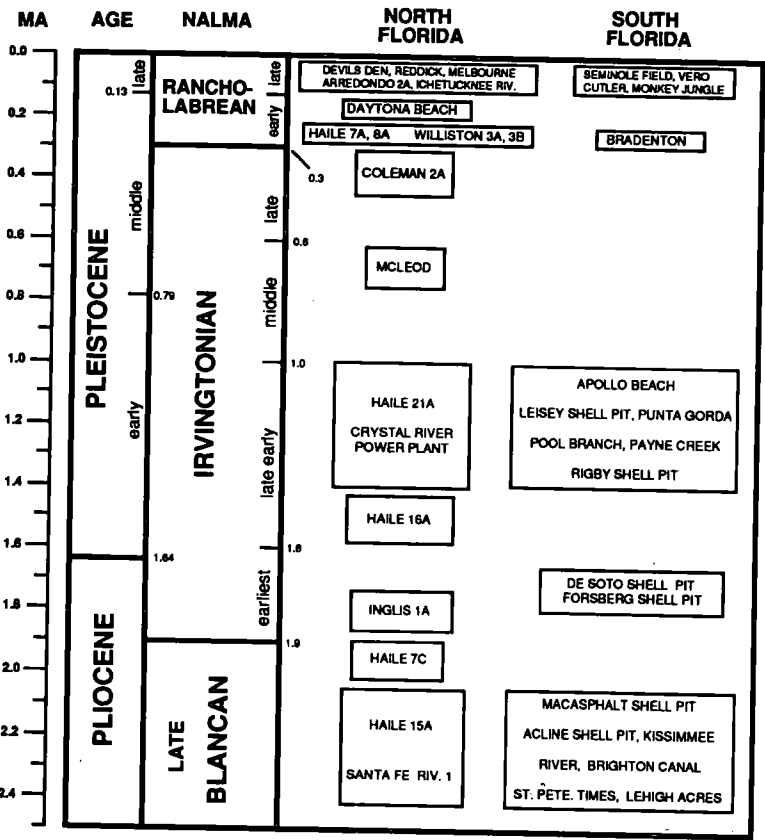 MA AGE NALMA NORTH FLORIDA SOUTH FLORIDA
0.0
0.2
0.4
0.6
0.8
1.0
1.2
1.4
1.6
1.8
2.0
2.2
2.4
PLEISTOCENE
late
0.13
middle
0.79
early
1.64
PLIOCENE
RANCHO-
LABREAN
late
early
0.3
IRVINGTONIAN
late
0.6
middle
1.0
late early
1.6
earliest
1.9
LATE
BLANCAN
DEVILS DEN, REDDICK, MELBOURNE
ARREDONDO 2A, ICHETUCKNEE RIV.
DAYTONA BEACH
HAILE 7A, 8A WILLISTON 3A, 3B
COLEMAN 2A
MCLEOD
HAILE 21A
CRYSTAL RIVER
POWER PLANT
HAILE 16A
INGLIS 1A
HAILE 7C
HAILE 15A
SANTA FE RIV. 1
SEMINOLE FIELD, VERO
CUTLER, MONKEY JUNGLE
BRADENTON
APOLLO BEACH
LEISEY SHELL PIT, PUNTA GORDA
POOL BRANCH, PAYNE CREEK
RIGBY SHELL PIT
DE SOTO SHELL PIT
FORSBERG SHELL PIT
MACASPHALT SHELL PIT
ACLINE SHELL PIT, KISSIMMEE
RIVER, BRIGHTON CANAL
ST. PETE. TIMES, LEHIGH ACRES